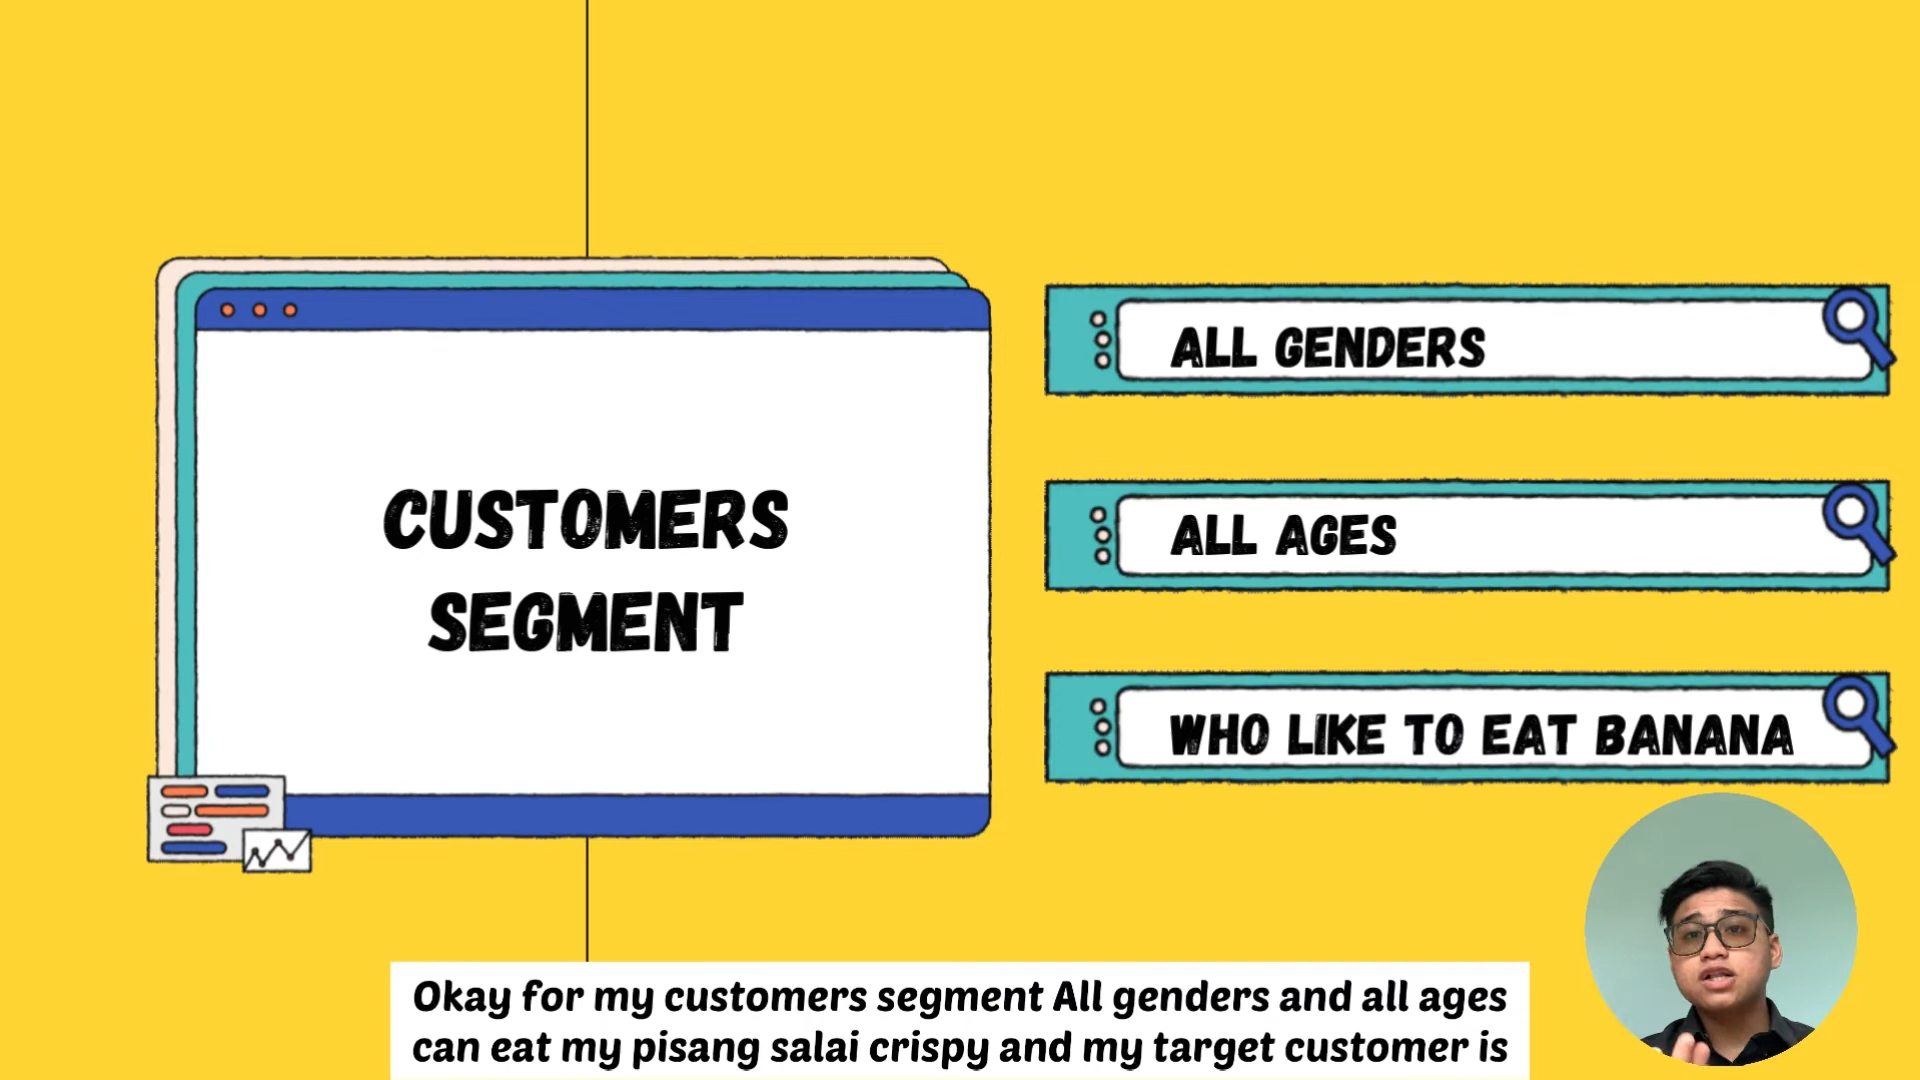 CUSTOMERS
SEGMENT
ALL GENDERS
ALL AGES
WHO LIKE TO EAT BANANA
Okay for my customers segment All genders and all ages
can eat my pisang salai crispy and my target customer is